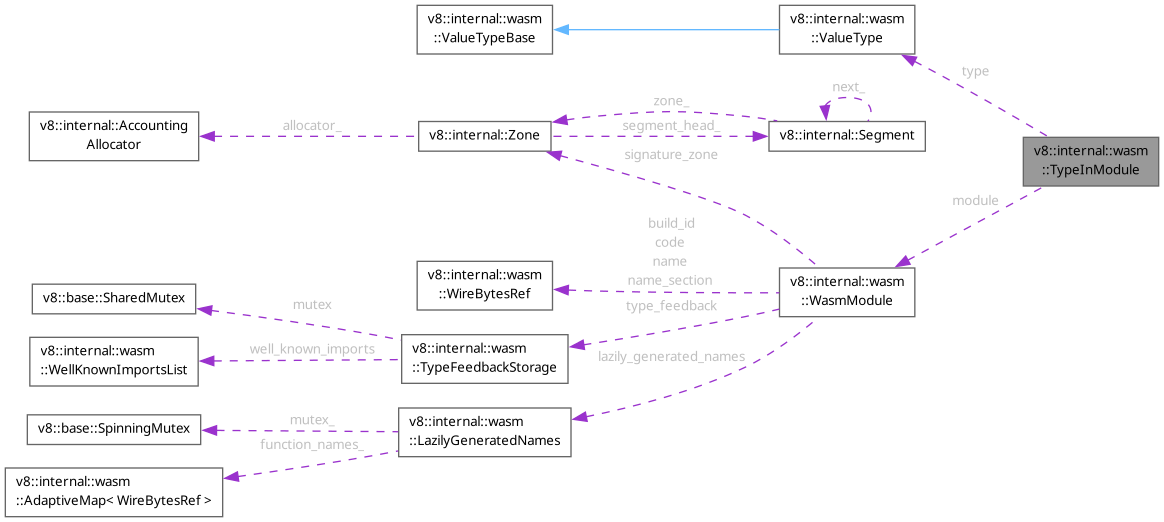 v8::internal::wasm
::ValueTypeBase
v8::internal::wasm
::ValueType
type
next_
zone_
v8::internal::Accounting
Allocator
allocator_
v8::internal::Zone
segment_head_
v8::internal::Segment
v8::internal::wasm
::TypeInModule
signature_zone
module
build_id
code
name
name_section
v8::internal::wasm
::WireBytesRef
v8::internal::wasm
::WasmModule
v8::base::SharedMutex
mutex
type_feedback
v8::internal::wasm
::WellKnownImportsList
well_known_imports
v8::internal::wasm
::TypeFeedbackStorage
lazily_generated_names
v8::base::SpinningMutex
mutex_
v8::internal::wasm
::LazilyGeneratedNames
function_names_
v8::internal::wasm
::AdaptiveMap< WireBytesRef >